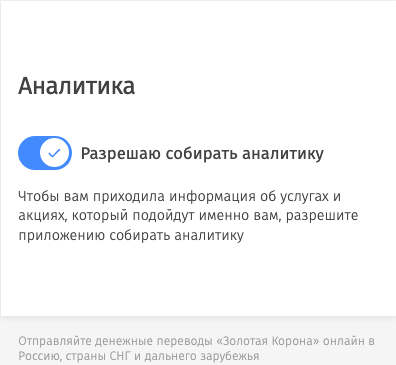 Аналитика
Разрешаю собирать аналитику
Чтобы вам приходила информация об услугах и
акциях, который подойдут именно вам, разрешите
приложению собирать аналитику
Отправляйте денежные переводы «Золотая Корона» онлайн в
Россию, страны СНГ и дальнего зарубежья